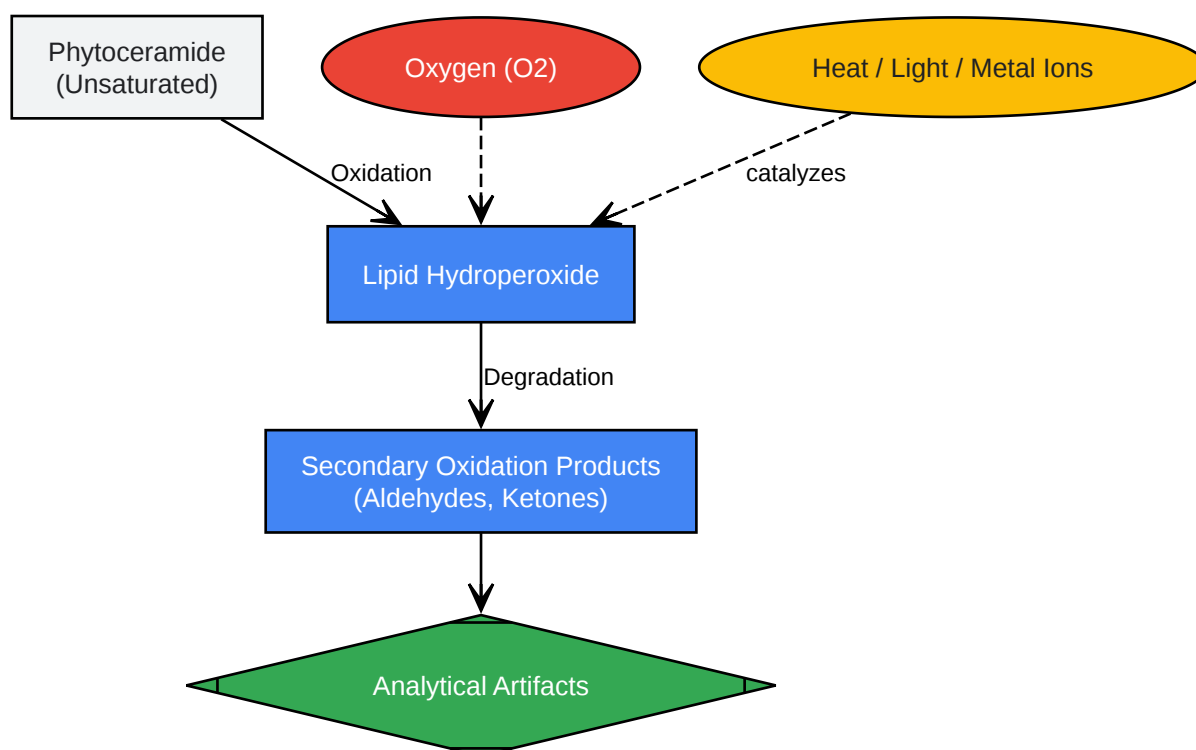 Phytoceramide
(Unsaturated)
Oxygen (O2)
Heat / Light / Metal Ions
Oxidation
catalyzes
Lipid Hydroperoxide
Degradation
Secondary Oxidation Products
(Aldehydes, Ketones)
Analytical Artifacts